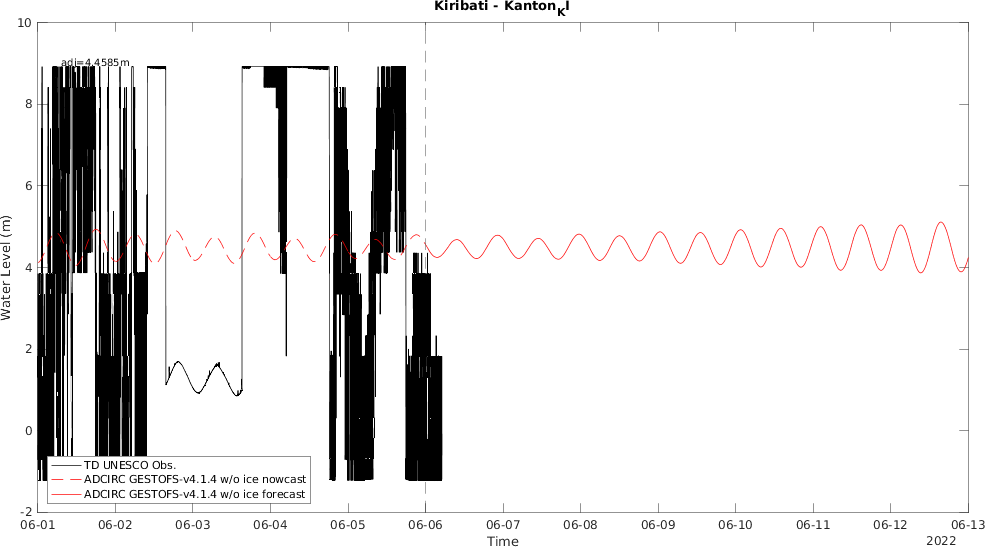 Kiribati - Kanton_KI
10
adj=4.4585m
8
6
4
2
0
-2
Water Level (m)
TD UNESCO Obs.
ADCIRC GESTOFS-v4.1.4 w/o ice nowcast
ADCIRC GESTOFS-v4.1.4 w/o ice forecast
06-01 06-02 06-03 06-04 06-05 06-06 06-07 06-08 06-09 06-10 06-11 06-12 06-13
Time
2022